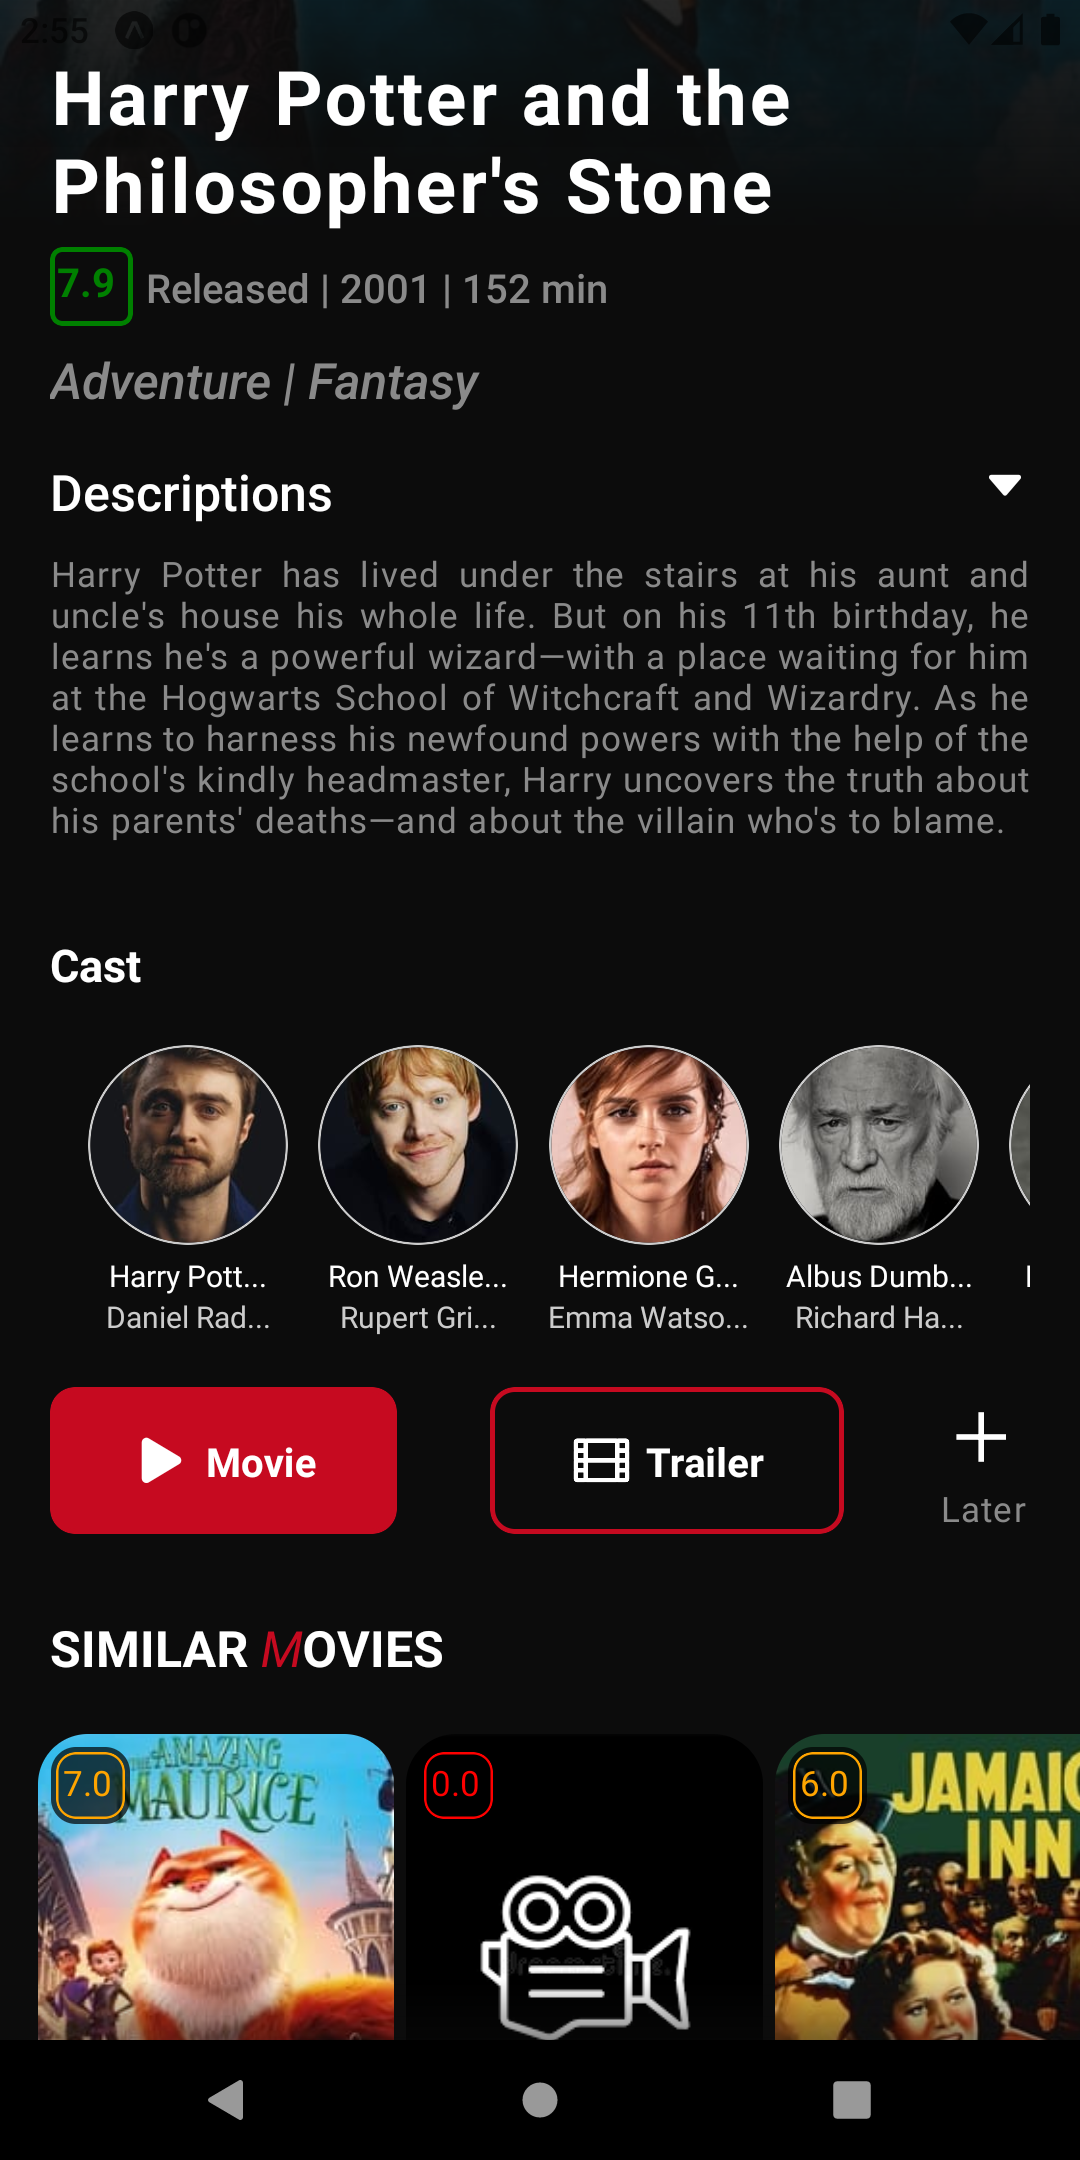 2:55
Harry Potter and the
Philosopher's Stone
7.9 Released | 2001 | 152 min
Adventure | Fantasy
Descriptions
Harry Potter has lived under the stairs at his aunt and
uncle's house his whole life. But on his 11th birthday, he
learns he's a powerful wizard—with a place waiting for him
at the Hogwarts School of Witchcraft and Wizardry. As he
learns to harness his newfound powers with the help of the
school's kindly headmaster, Harry uncovers the truth about
his parents' deaths—and about the villain who's to blame.
Cast
Harry Pott... Ron Weasle... Hermione G... Albus Dumb...
Daniel Rad... Rupert Gri... Emma Watso... Richard Ha...
Movie Trailer
Later
SIMILAR MOVIES
7.0 0.0 6.0
THE AMAZING
MAURICE
JAMAIC
INN